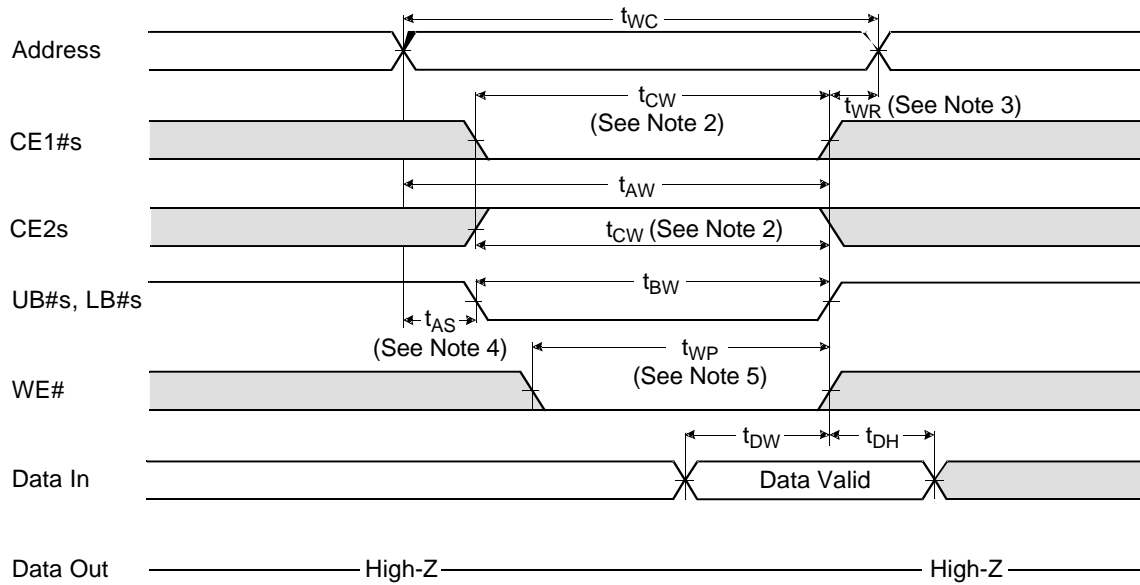 tWC
Address
tCW
(See Note 2)
tWR (See Note 3)
CE1#s
tAW
CE2s
tCW (See Note 2)
UB#s, LB#s
tBW
tAS
(See Note 4)
tWP
(See Note 5)
WE#
tDW
tDH
Data In
Data Valid
Data Out
High-Z
High-Z